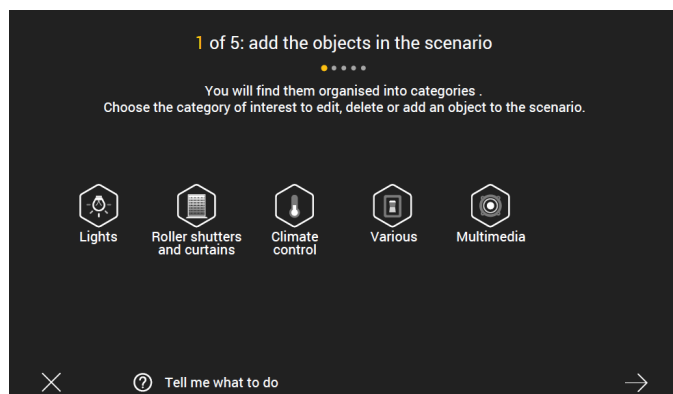 1 of 5: add the objects in the scenario
You will find them organised into categories .
Choose the category of interest to edit, delete or add an object to the scenario.
Lights
Roller shutters
and curtains
Climate
control
Various
Multimedia
? Tell me what to do